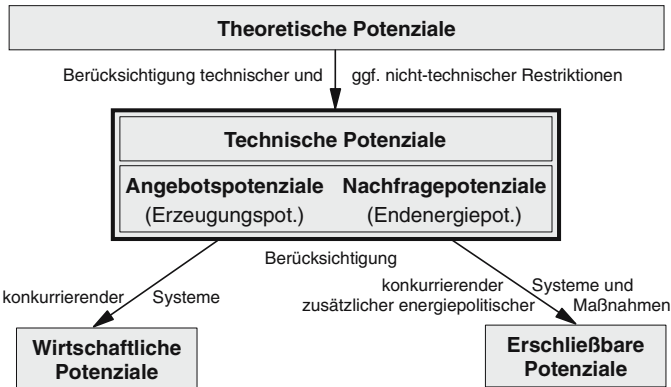 Theoretische Potenziale
Berücksichtigung technischer und ggf. nicht-technischer Restriktionen
Technische Potenziale
Angebotspotenziale Nachfragepotenziale
(Erzeugungspot.) (Endenergiepot.)
Berücksichtigung
konkurrierender Systeme
konkurrierender Systeme und
zusätzlicher energiepolitischer Maßnahmen
Wirtschaftliche
Potenziale
Erschließbare
Potenziale